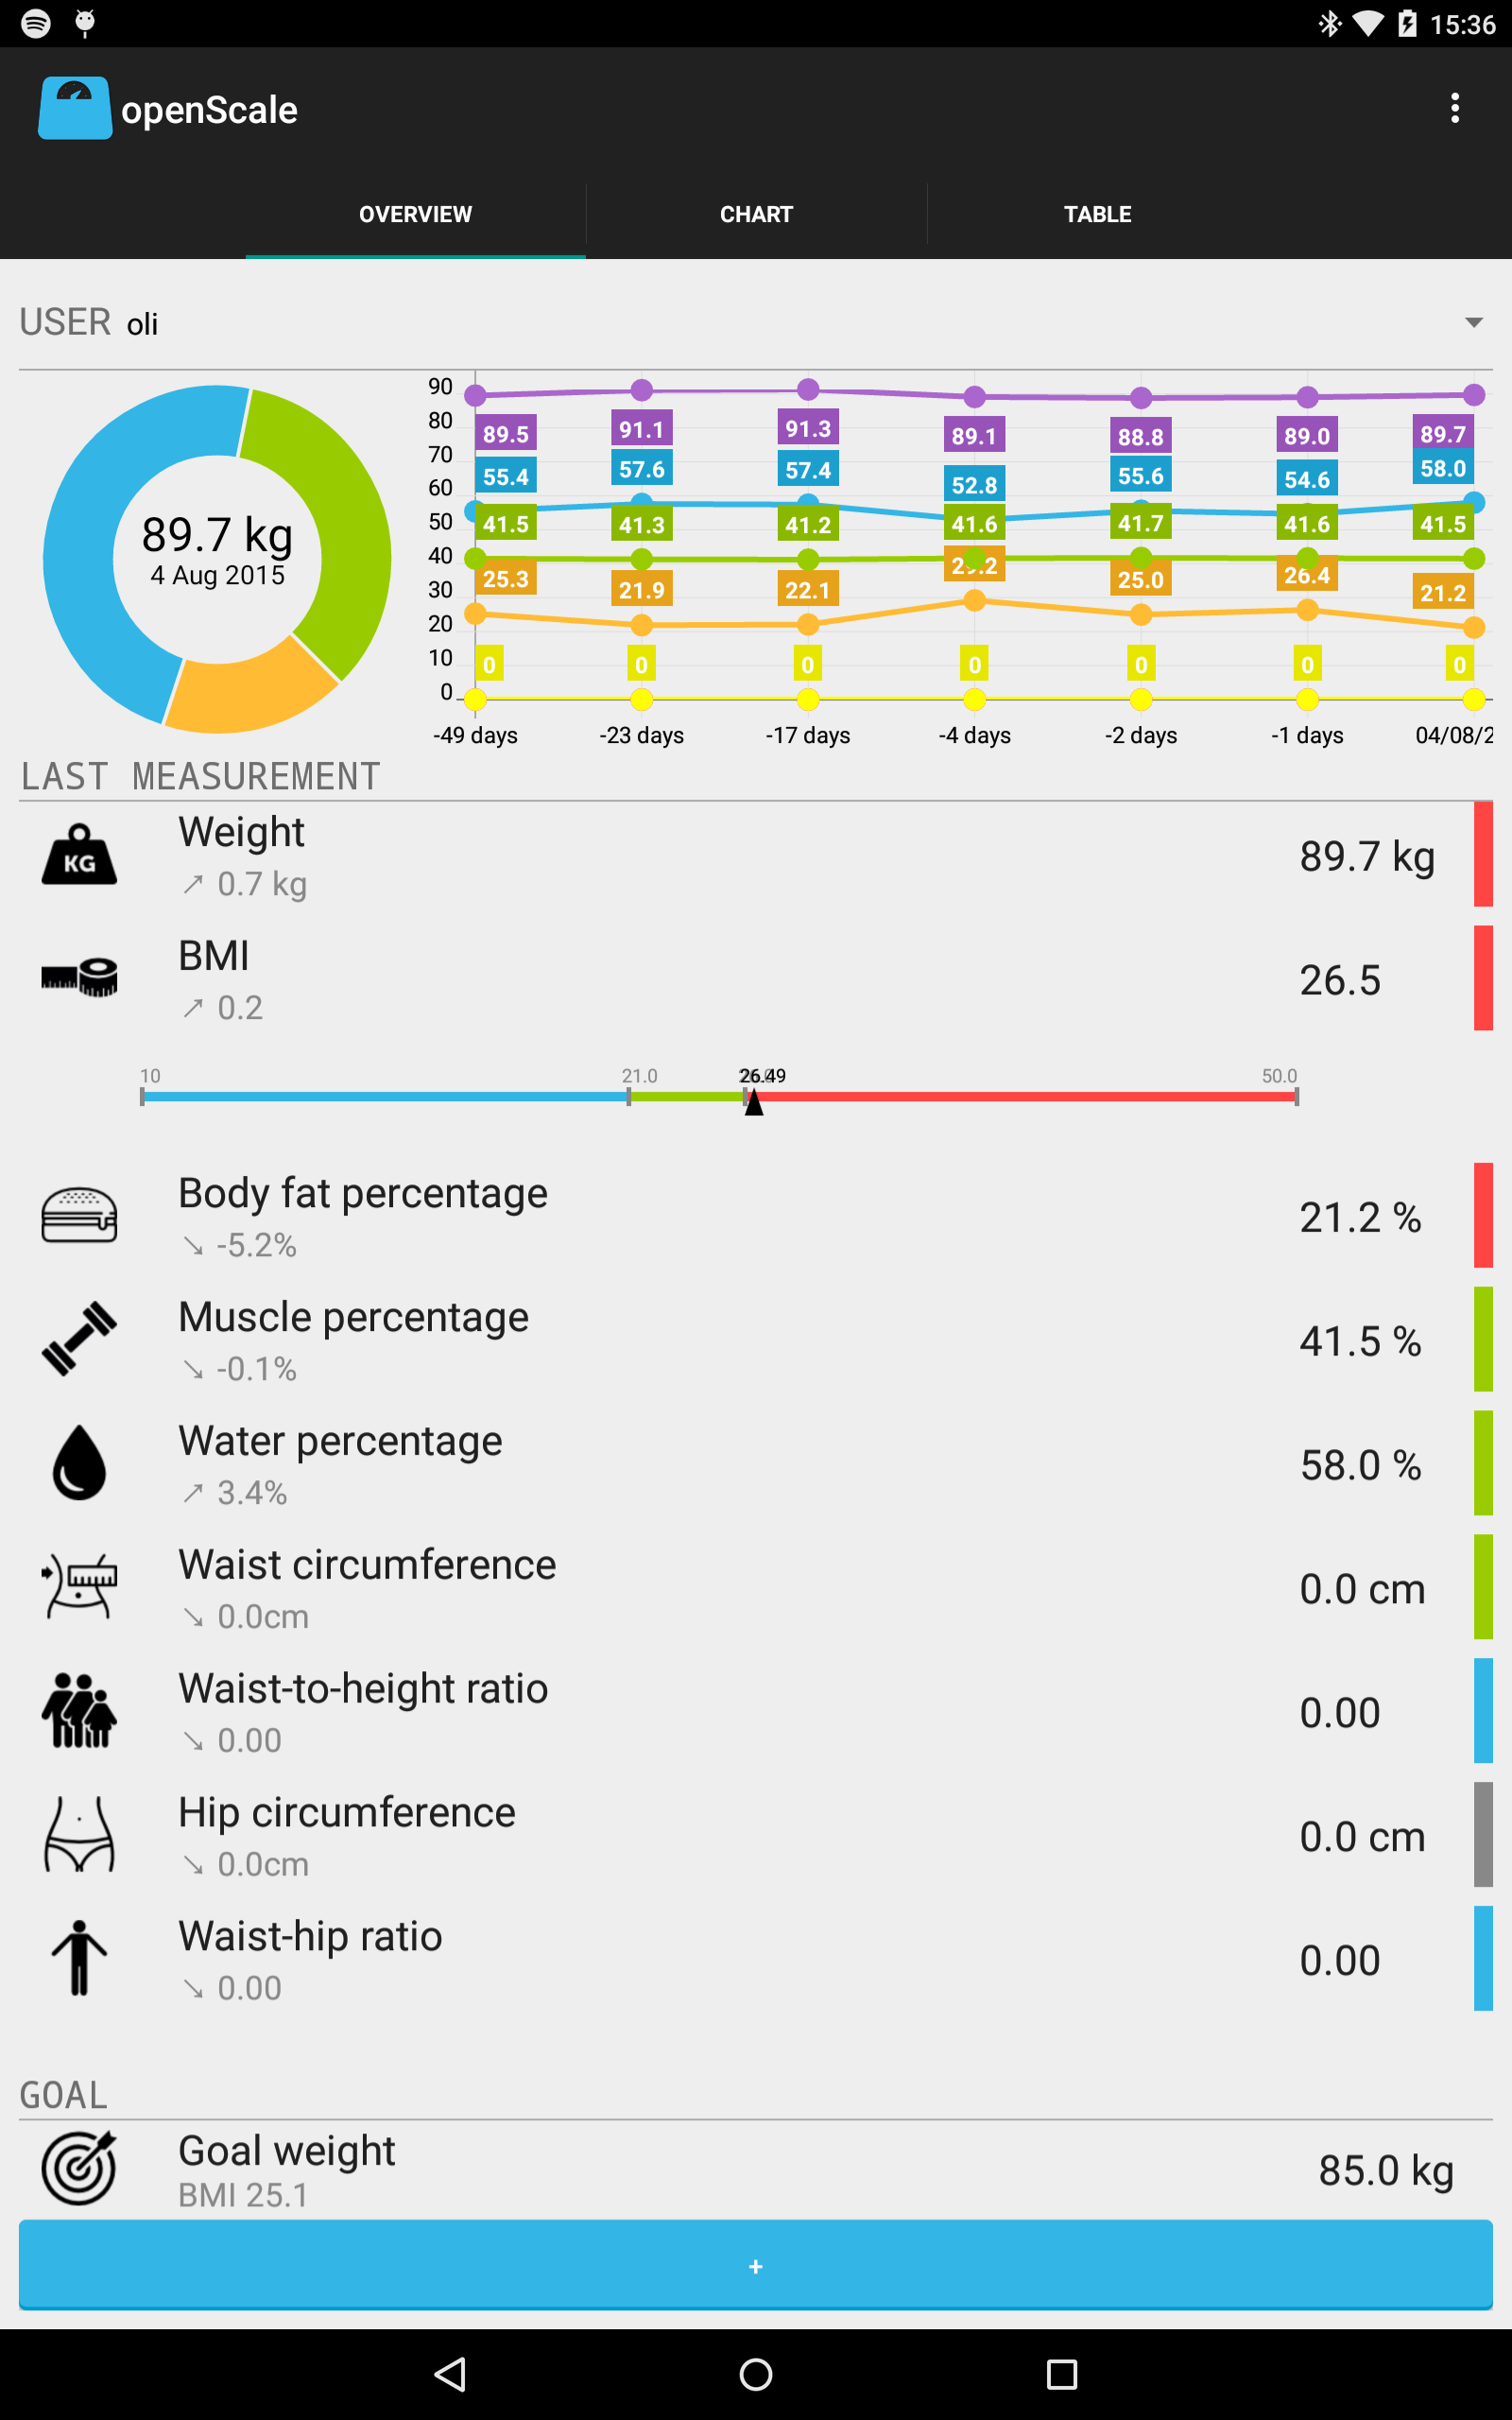 15:36
openScale
OVERVIEW CHART TABLE
USER oli
89.7 kg
4 Aug 2015
90
80
70
60
50
40
30
20
10
0
89.5 91.1 91.3 89.1 88.8 89.0 89.7
55.4 57.6 57.4 52.8 55.6 54.6 58.0
41.5 41.3 41.2 41.6 41.7 41.6 41.5
25.3 21.9 22.1 29.2 25.0 26.4 21.2
0 0 0 0 0 0 0
-49 days -23 days -17 days -4 days -2 days -1 days 04/08/2
LAST MEASUREMENT
KG
Weight
↗ 0.7 kg
89.7 kg
BMI
↗ 0.2
26.5
10 21.0 26.49 50.0
Body fat percentage
↘ -5.2%
21.2 %
Muscle percentage
↘ -0.1%
41.5 %
Water percentage
↗ 3.4%
58.0 %
Waist circumference
↘ 0.0cm
0.0 cm
Waist-to-height ratio
↘ 0.00
0.00
Hip circumference
↘ 0.0cm
0.0 cm
Waist-hip ratio
↘ 0.00
0.00
GOAL
Goal weight
BMI 25.1
85.0 kg
+